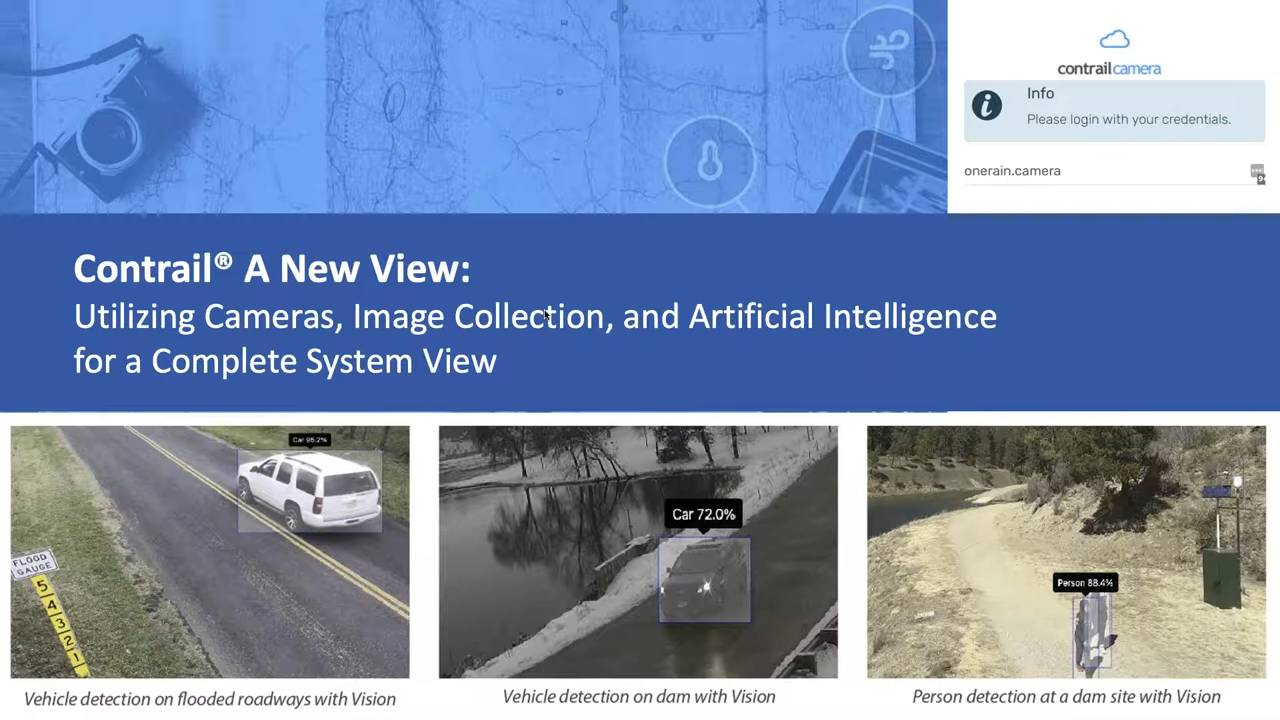 contrailcamera
Info
Please login with your credentials.
onerain.camera
Contrail® A New View:
Utilizing Cameras, Image Collection, and Artificial Intelligence
for a Complete System View
Car 96.2%
FLOOD
GAUGE
5
4
3
2
1
Car 72.0%
Person 88.4%
Vehicle detection on flooded roadways with Vision
Vehicle detection on dam with Vision
Person detection at a dam site with Vision